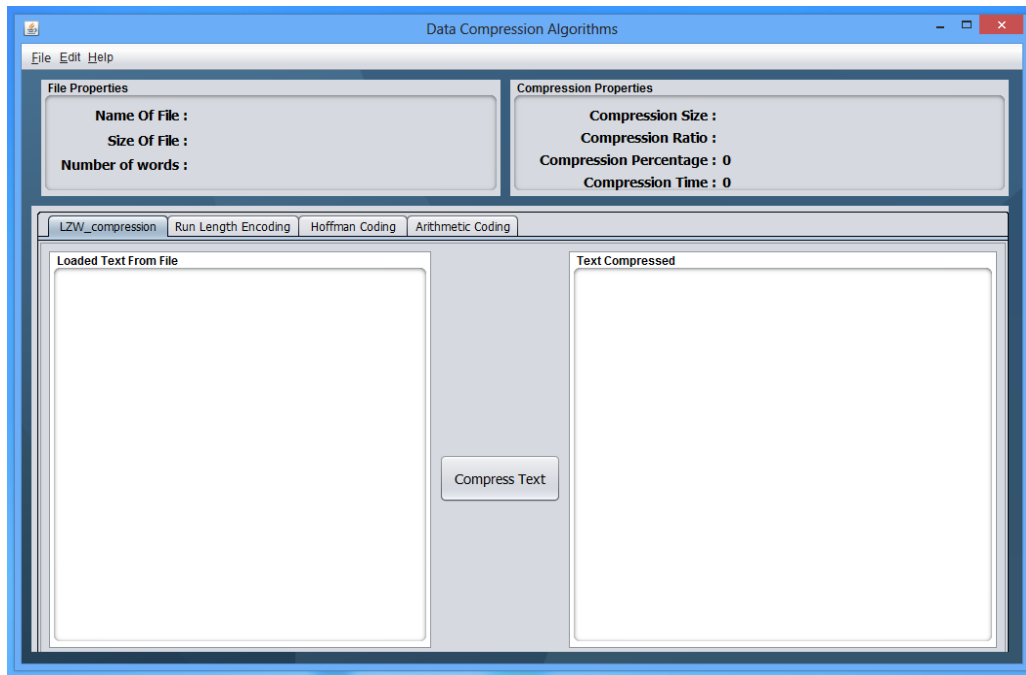 Data Compression Algorithms
File Edit Help
File Properties
Name Of File :
Size Of File :
Number of words :
Compression Properties
Compression Size :
Compression Ratio :
Compression Percentage : 0
Compression Time : 0
LZW_compression Run Length Encoding Hoffman Coding Arithmetic Coding
Loaded Text From File
Compress Text
Text Compressed